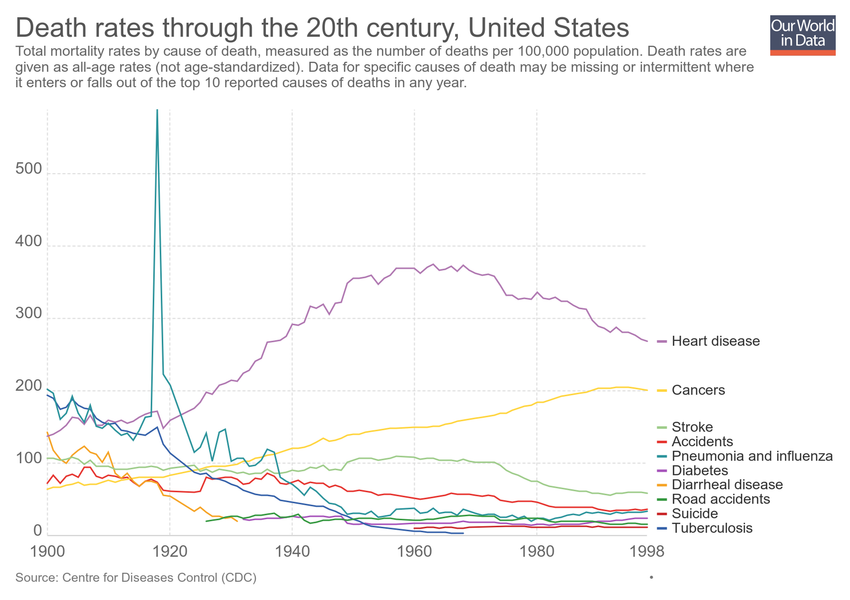 Death rates through the 20th century, United States
Our World
in Data
Total mortality rates by cause of death, measured as the number of deaths per 100,000 population. Death rates are
given as all-age rates (not age-standardized). Data for specific causes of death may be missing or intermittent where
it enters or falls out of the top 10 reported causes of deaths in any year.
500
400
300
200
100
0
Heart disease
Cancers
Stroke
Accidents
Pneumonia and influenza
Diabetes
Diarrheal disease
Road accidents
Suicide
Tuberculosis
1900 1920 1940 1960 1980 1998
Source: Centre for Diseases Control (CDC)